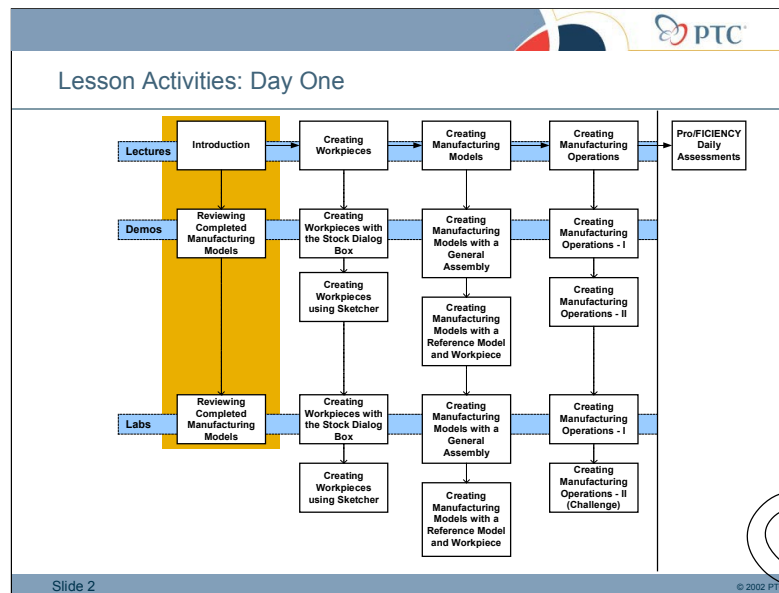 PTC
Lesson Activities: Day One
Lectures
Introduction
Creating
Workpieces
Creating
Manufacturing
Models
Creating
Manufacturing
Operations
Pro/FICIENCY
Daily
Assessments
Demos
Reviewing
Completed
Manufacturing
Models
Creating
Workpieces with
the Stock Dialog
Box
Creating
Manufacturing
Models with a
General
Assembly
Creating
Manufacturing
Operations - I
Creating
Workpieces
using Sketcher
Creating
Manufacturing
Models with a
Reference Model
and Workpiece
Creating
Manufacturing
Operations - II
Labs
Reviewing
Completed
Manufacturing
Models
Creating
Workpieces with
the Stock Dialog
Box
Creating
Manufacturing
Models with a
General
Assembly
Creating
Manufacturing
Operations - I
Creating
Workpieces
using Sketcher
Creating
Manufacturing
Models with a
Reference Model
and Workpiece
Creating
Manufacturing
Operations - II
(Challenge)
Slide 2
© 2002 PT